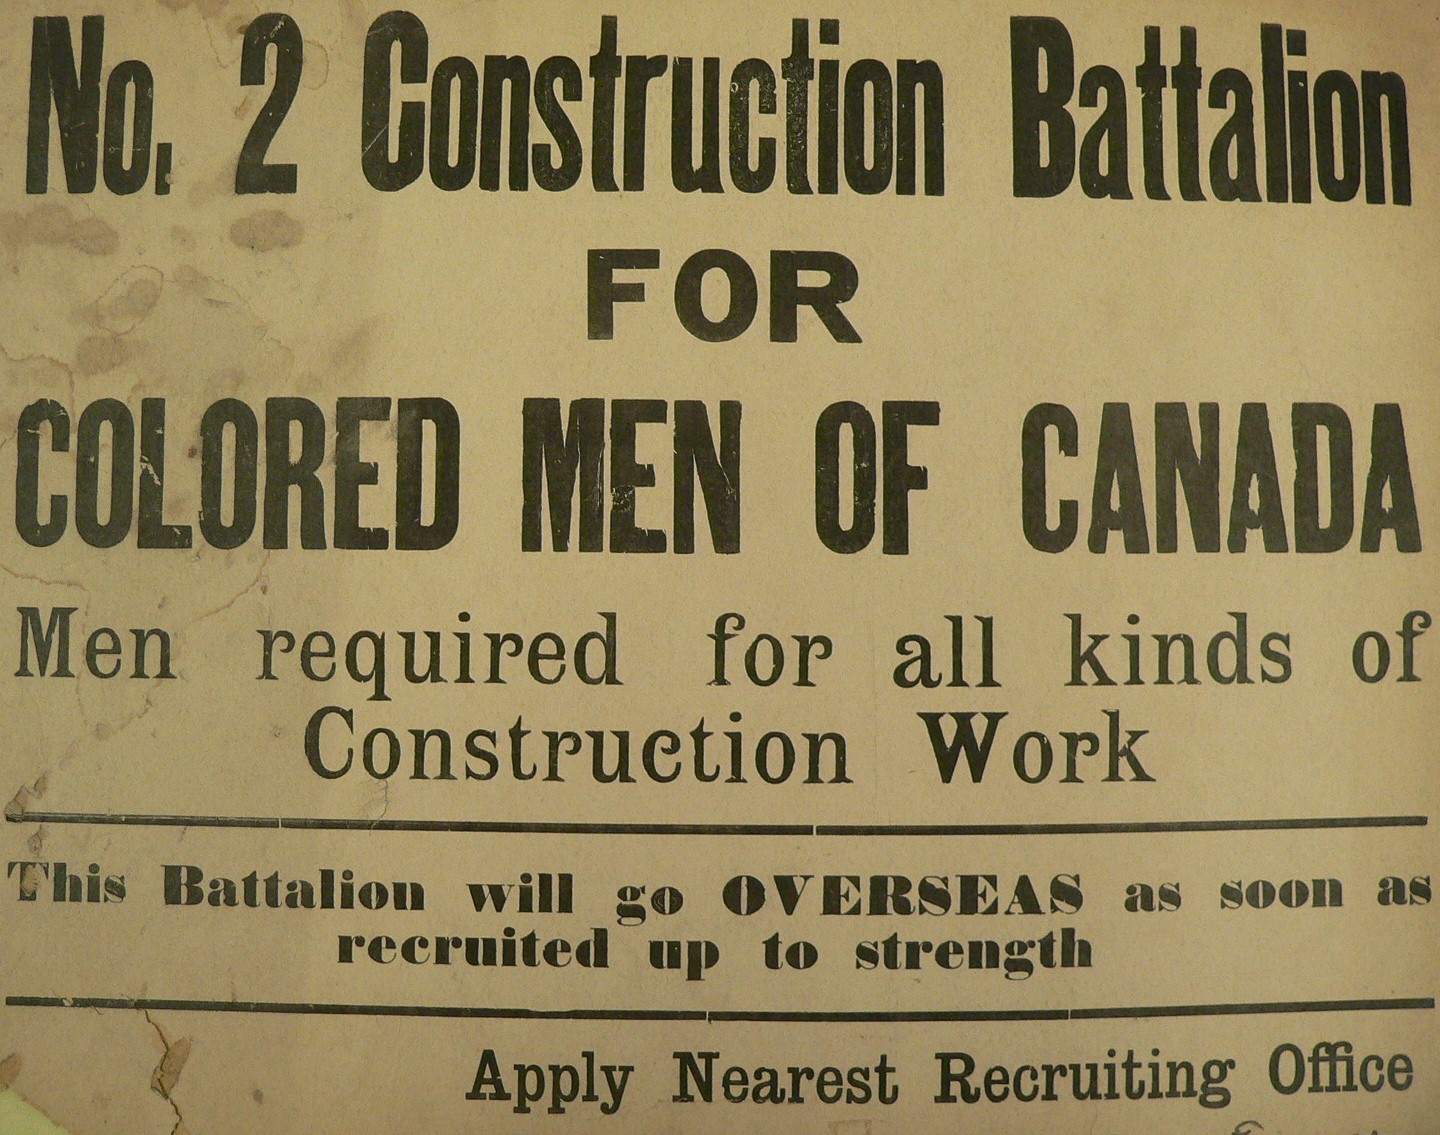 No. 2 Construction Battalion
FOR
COLORED MEN OF CANADA
Men required for all kinds of
Construction Work
This Battalion will go OVERSEAS as soon as
recruited up to strength
Apply Nearest Recruiting Office